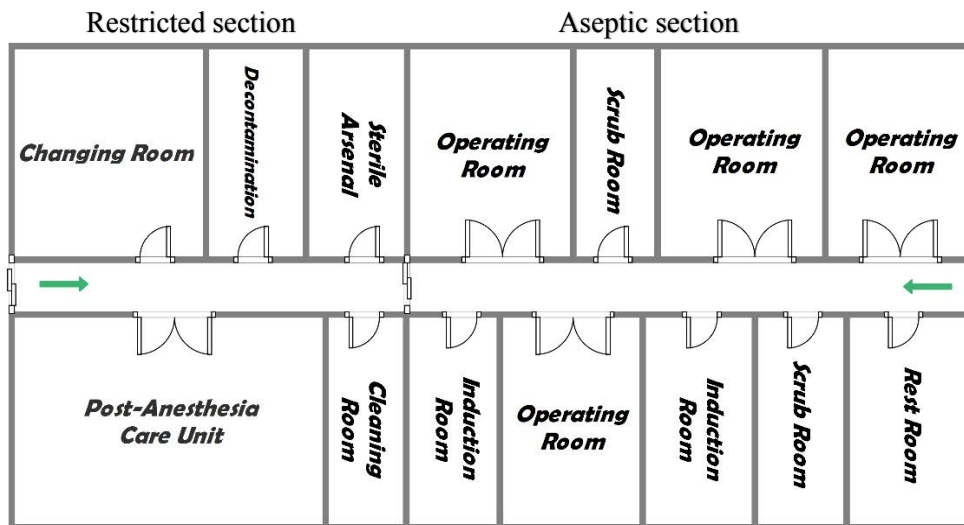 Restricted section
Aseptic section
Changing Room
Decontamination
Sterile
Arsenal
Operating
Room
Scrub Room
Operating
Room
Operating
Room
Post-Anesthesia
Care Unit
Cleaning
Room
Induction
Room
Operating
Room
Induction
Room
Scrub Room
Rest Room